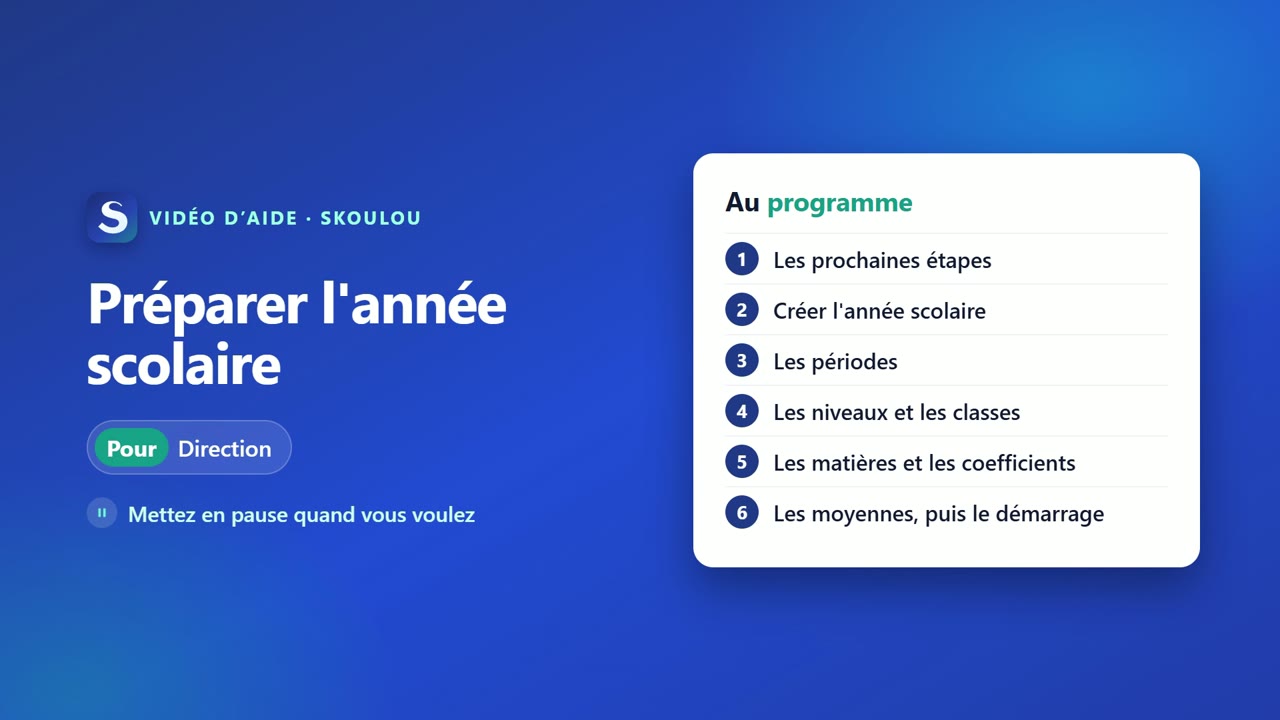 S
VIDÉO D’AIDE · SKOULOU
Préparer l'année
scolaire
Pour Direction
Mettez en pause quand vous voulez
Au programme
1 Les prochaines étapes
2 Créer l'année scolaire
3 Les périodes
4 Les niveaux et les classes
5 Les matières et les coefficients
6 Les moyennes, puis le démarrage